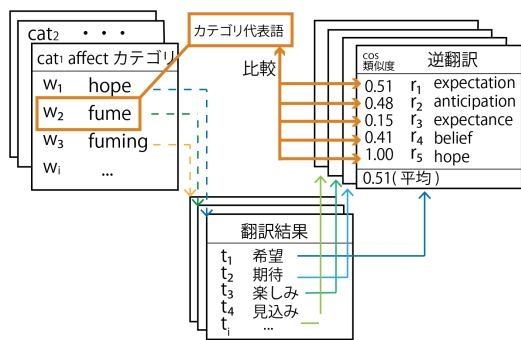 cat2 ・・・
cat1 affect カテゴリ
w1 hope
w2 fume
w3 fuming
wi ...
カテゴリ代表語
比較
cos類似度 逆翻訳
0.51 r1 expectation
0.48 r2 anticipation
0.15 r3 expectance
0.41 r4 belief
1.00 r5 hope
0.51(平均)
翻訳結果
t1 希望
t2 期待
t3 楽しみ
t4 見込み
ti ...